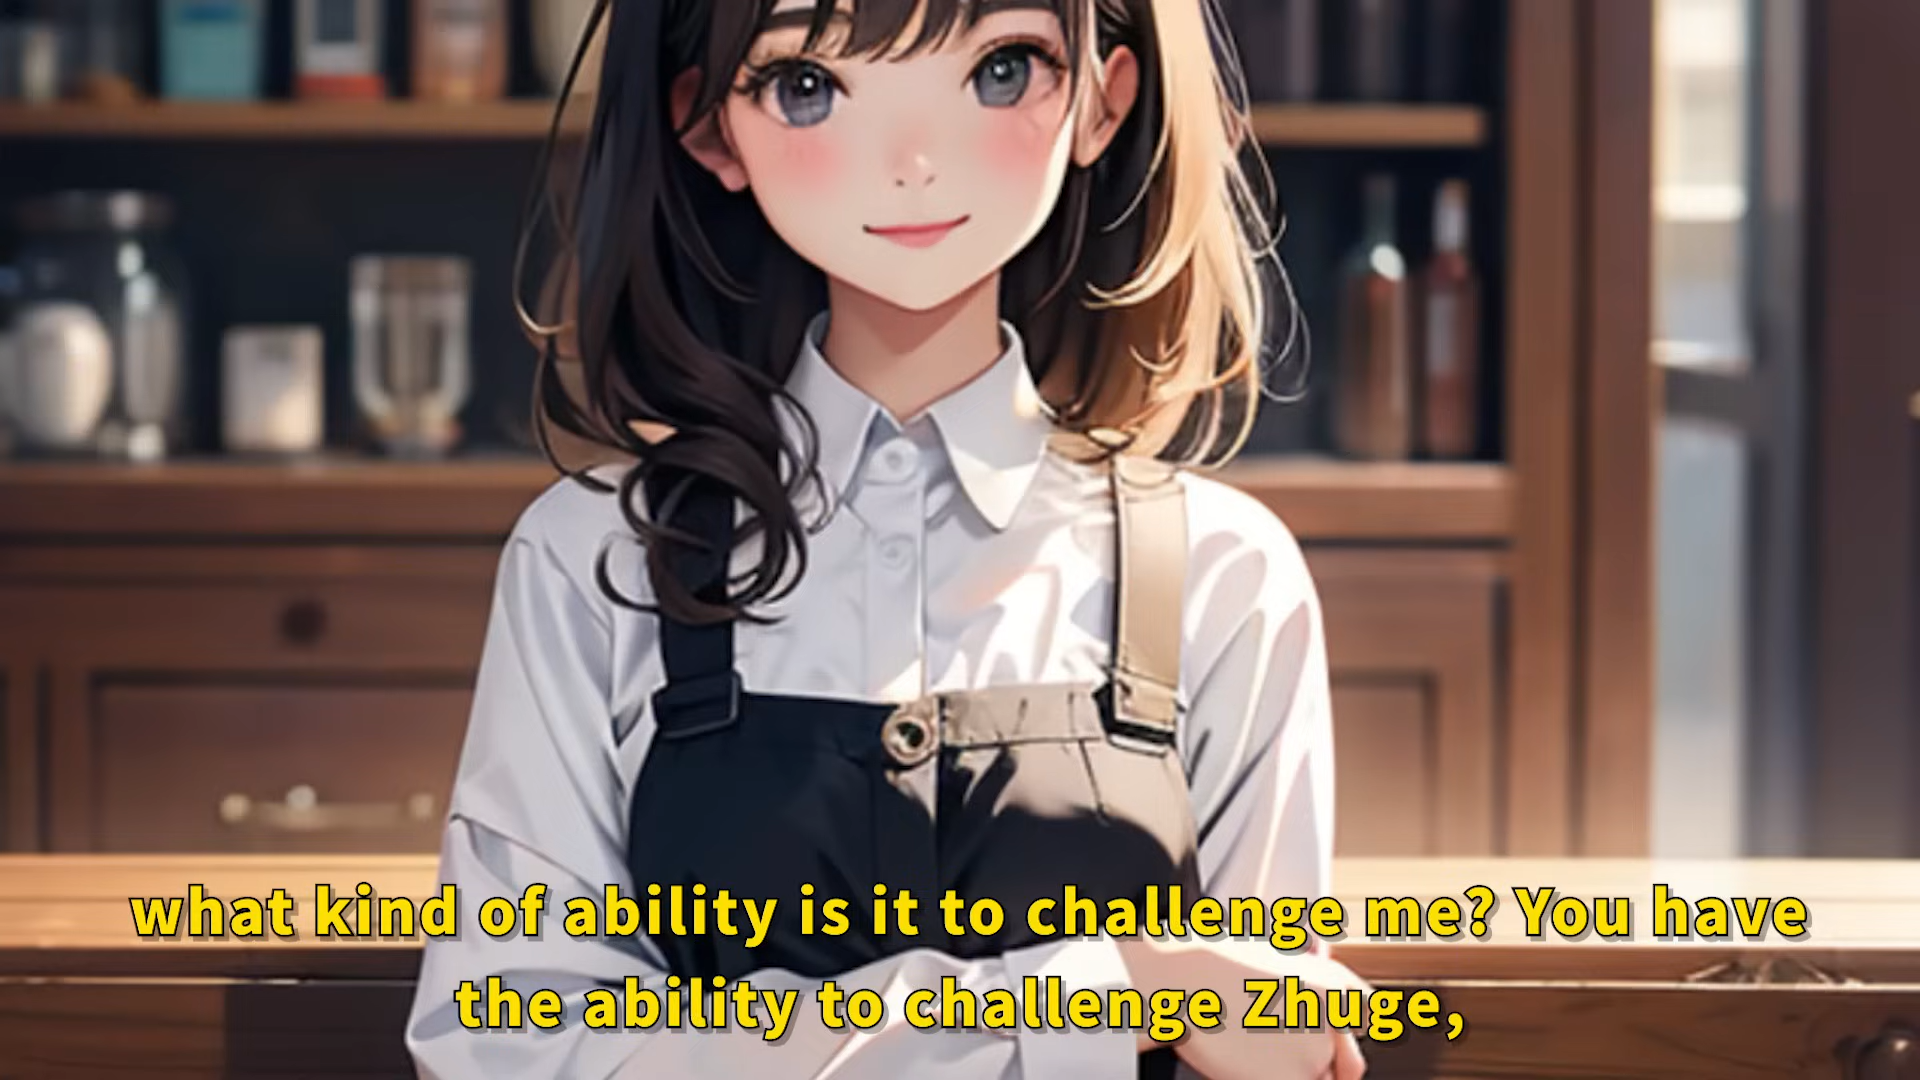 what kind of ability is it to challenge me? You have
the ability to challenge Zhuge,